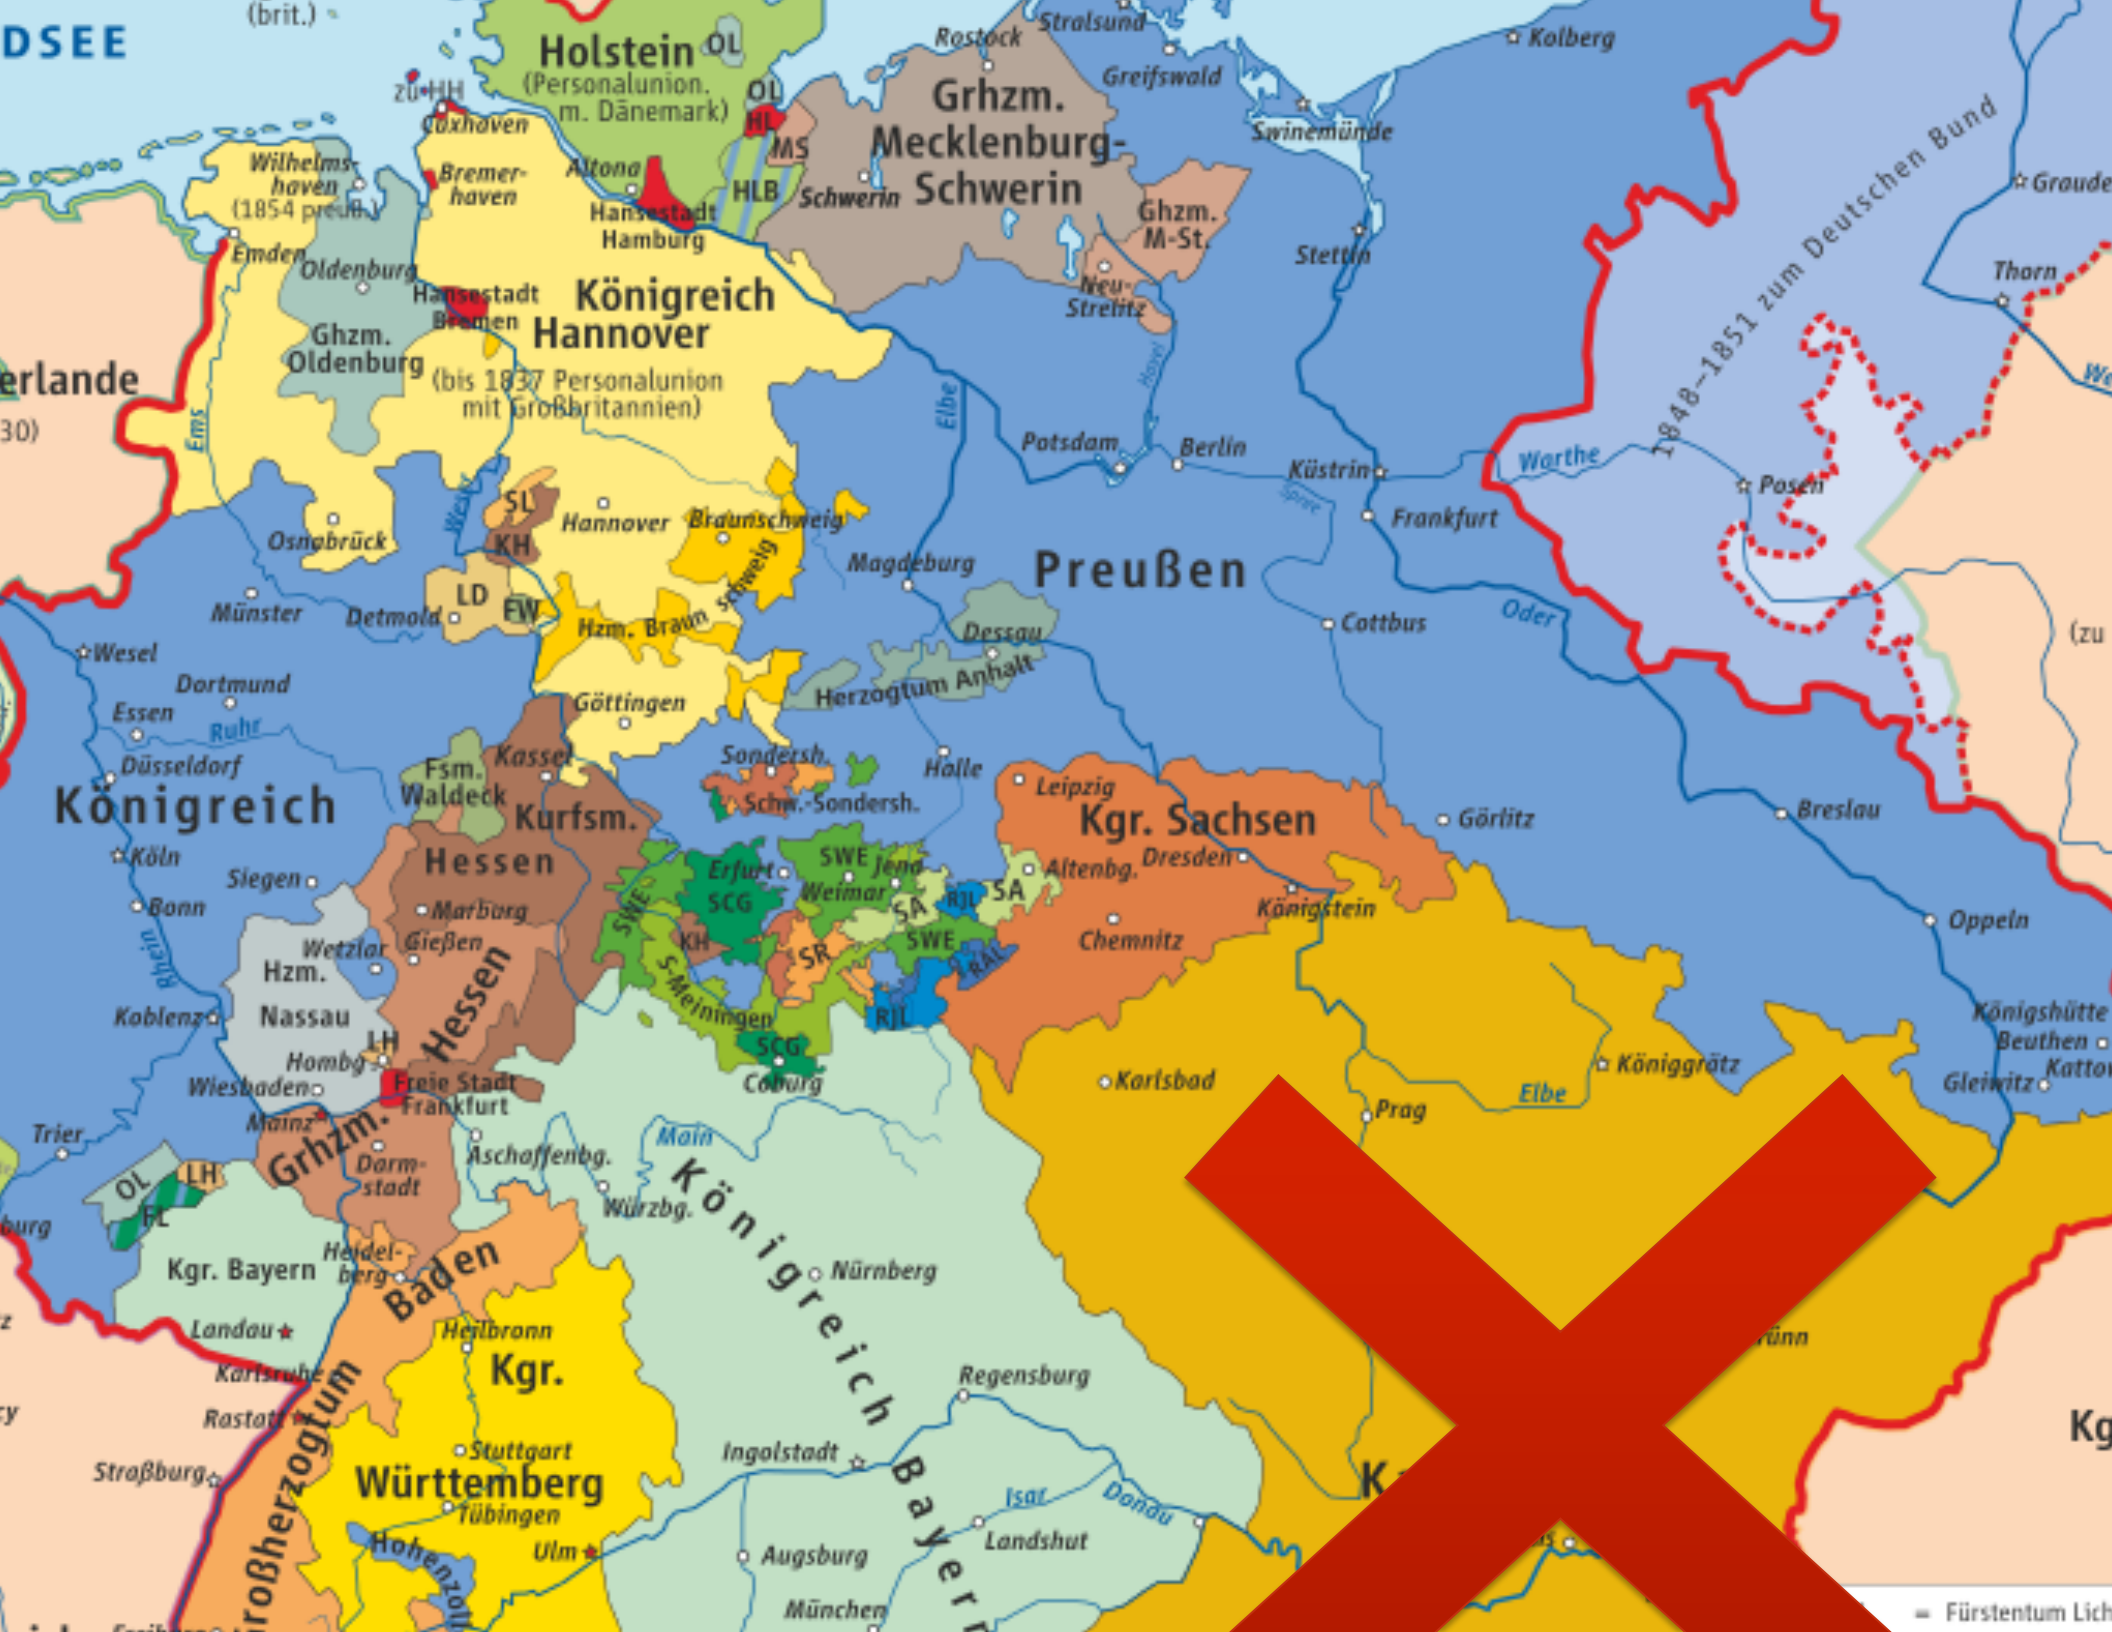 (brit.)
DSEE
Holstein
OL
(Personalunion.
m. Dänemark)
zu HH
Cuxhaven
OL
HL
MS
HLB
Rostock
Stralsund
Greifswald
Kolberg
Swinemünde
Grhzm.
Mecklenburg-
Schwerin
Schwerin
Ghzm.
M-St.
Neu-
Strelitz
Stettin
Graude
Thorn
1848–1851 zum Deutschen Bund
Wilhelms-
haven
(1854 preuß.)
Bremer-
haven
Altona
Hansestadt
Hamburg
Emden
Oldenburg
Hansestadt
Bremen
Königreich
Hannover
(bis 1837 Personalunion
mit Großbritannien)
Ghzm.
Oldenburg
erlande
30)
Ems
Weser
Elbe
Havel
Potsdam
Berlin
Spree
Küstrin
Warthe
Posen
We
Frankfurt
SL
KH
Hannover
Braunschweig
Osnabrück
LD
FW
Detmold
Münster
Hzm. Braun
schweig
Magdeburg
Preußen
Dessau
Herzogtum Anhalt
Cottbus
Oder
(zu
Wesel
Dortmund
Essen
Ruhr
Düsseldorf
Göttingen
Königreich
Fsm.
Waldeck
Kassel
Kurfsm.
Hessen
Sondersh.
Schw.-Sondersh.
Halle
Leipzig
Kgr. Sachsen
Görlitz
Breslau
Köln
Siegen
Bonn
Rhein
Marburg
Wetzlar
Gießen
Hzm.
Nassau
Hessen
SWE
Erfurt
SCG
SWE
Jena
Weimar
SA
RJL
SA
Altenbg.
Dresden
Königstein
Chemnitz
KH
SR
SWE
RÄL
RJL
S-Meiningen
SCG
Coburg
Oppeln
Koblenz
LH
Hombg
Wiesbaden
Freie Stadt
Frankfurt
Mainz
Grhzm.
Darm-
stadt
Trier
OL
LH
FL
burg
Kgr. Bayern
Aschaffenbg.
Main
Würzbg.
Karlsbad
Prag
Elbe
Königgrätz
Königshütte
Beuthen
Katto
Gleiwitz
Heidel-
berg
Baden
Königreich Bayern
Nürnberg
Landau
Karlsruhe
Rastatt
Heilbronn
Kgr.
Württemberg
Stuttgart
Tübingen
Straßburg
Großherzogtum
Hohenzoll
Ulm
Regensburg
Ingolstadt
Isar
Donau
Landshut
Augsburg
München
ünn
K
Kg
cy
z
= Fürstentum Lich